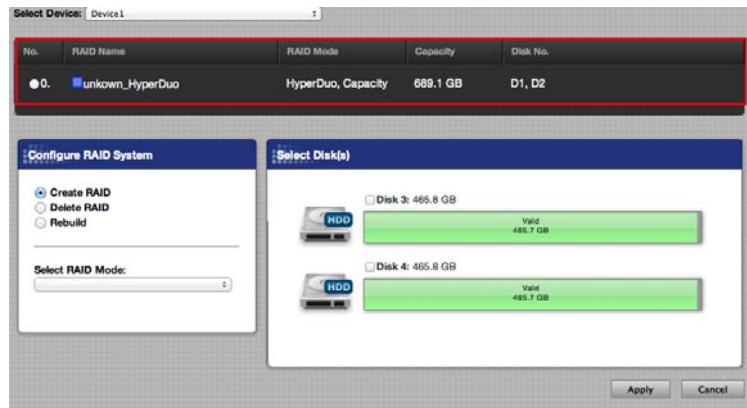 Select Device: Device1
No. RAID Name RAID Mode Capacity Disk No.
0. unkown_HyperDuo HyperDuo, Capacity 689.1 GB D1, D2
Configure RAID System
Select Disk(s)
Create RAID
Delete RAID
Rebuild
Select RAID Mode:
Disk 3: 465.8 GB
HDD
Valid
465.7 GB
Disk 4: 465.8 GB
HDD
Valid
465.7 GB
Apply Cancel